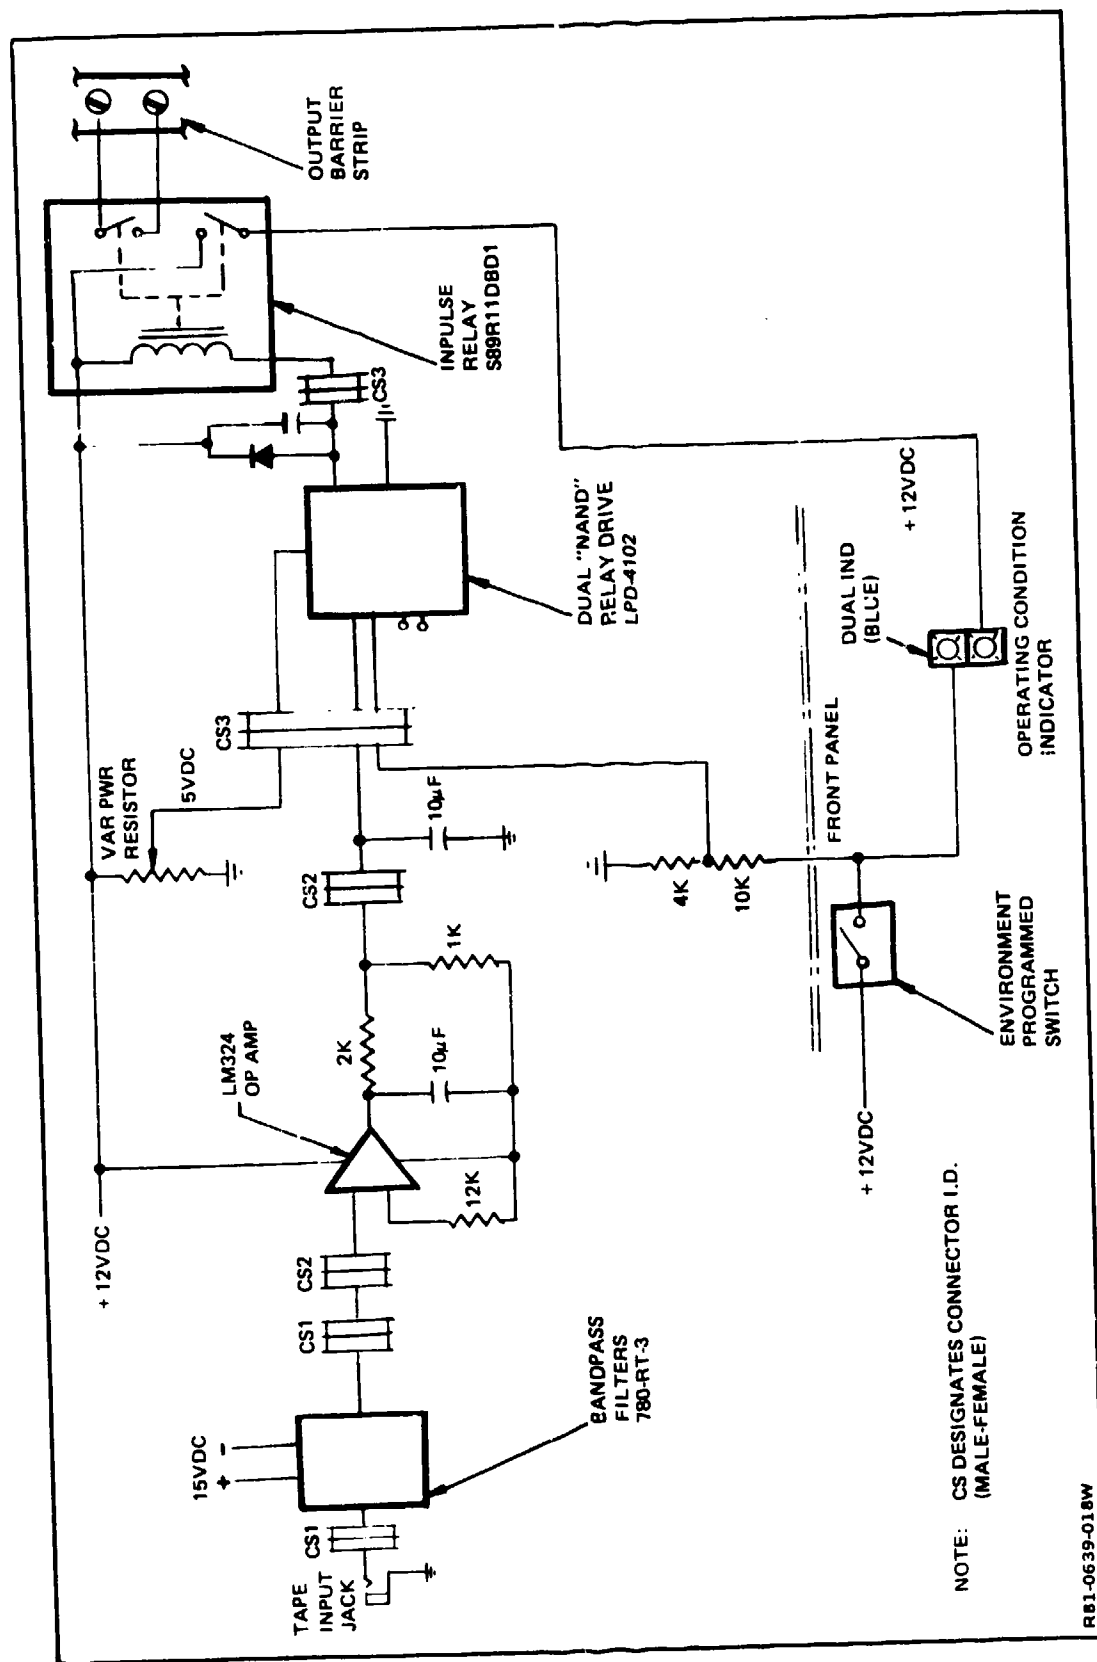 TAPE
INPUT
JACK
CS1
15VDC
+ -
BANDPASS
FILTERS
780-RT-3
CS1
CS2
+ 12VDC
LM324
OP AMP
12K
10µF
2K
1K
CS2
10µF
VAR PWR
RESISTOR
5VDC
CS3
DUAL "NAND"
RELAY DRIVE
LPD-4102
CS3
INPULSE
RELAY
S89R11DBD1
OUTPUT
BARRIER
STRIP
4K
10K
FRONT PANEL
+ 12VDC
ENVIRONMENT
PROGRAMMED
SWITCH
DUAL IND
(BLUE)
+ 12VDC
OPERATING CONDITION
INDICATOR
NOTE: CS DESIGNATES CONNECTOR I.D.
(MALE-FEMALE)
R81-0639-018W